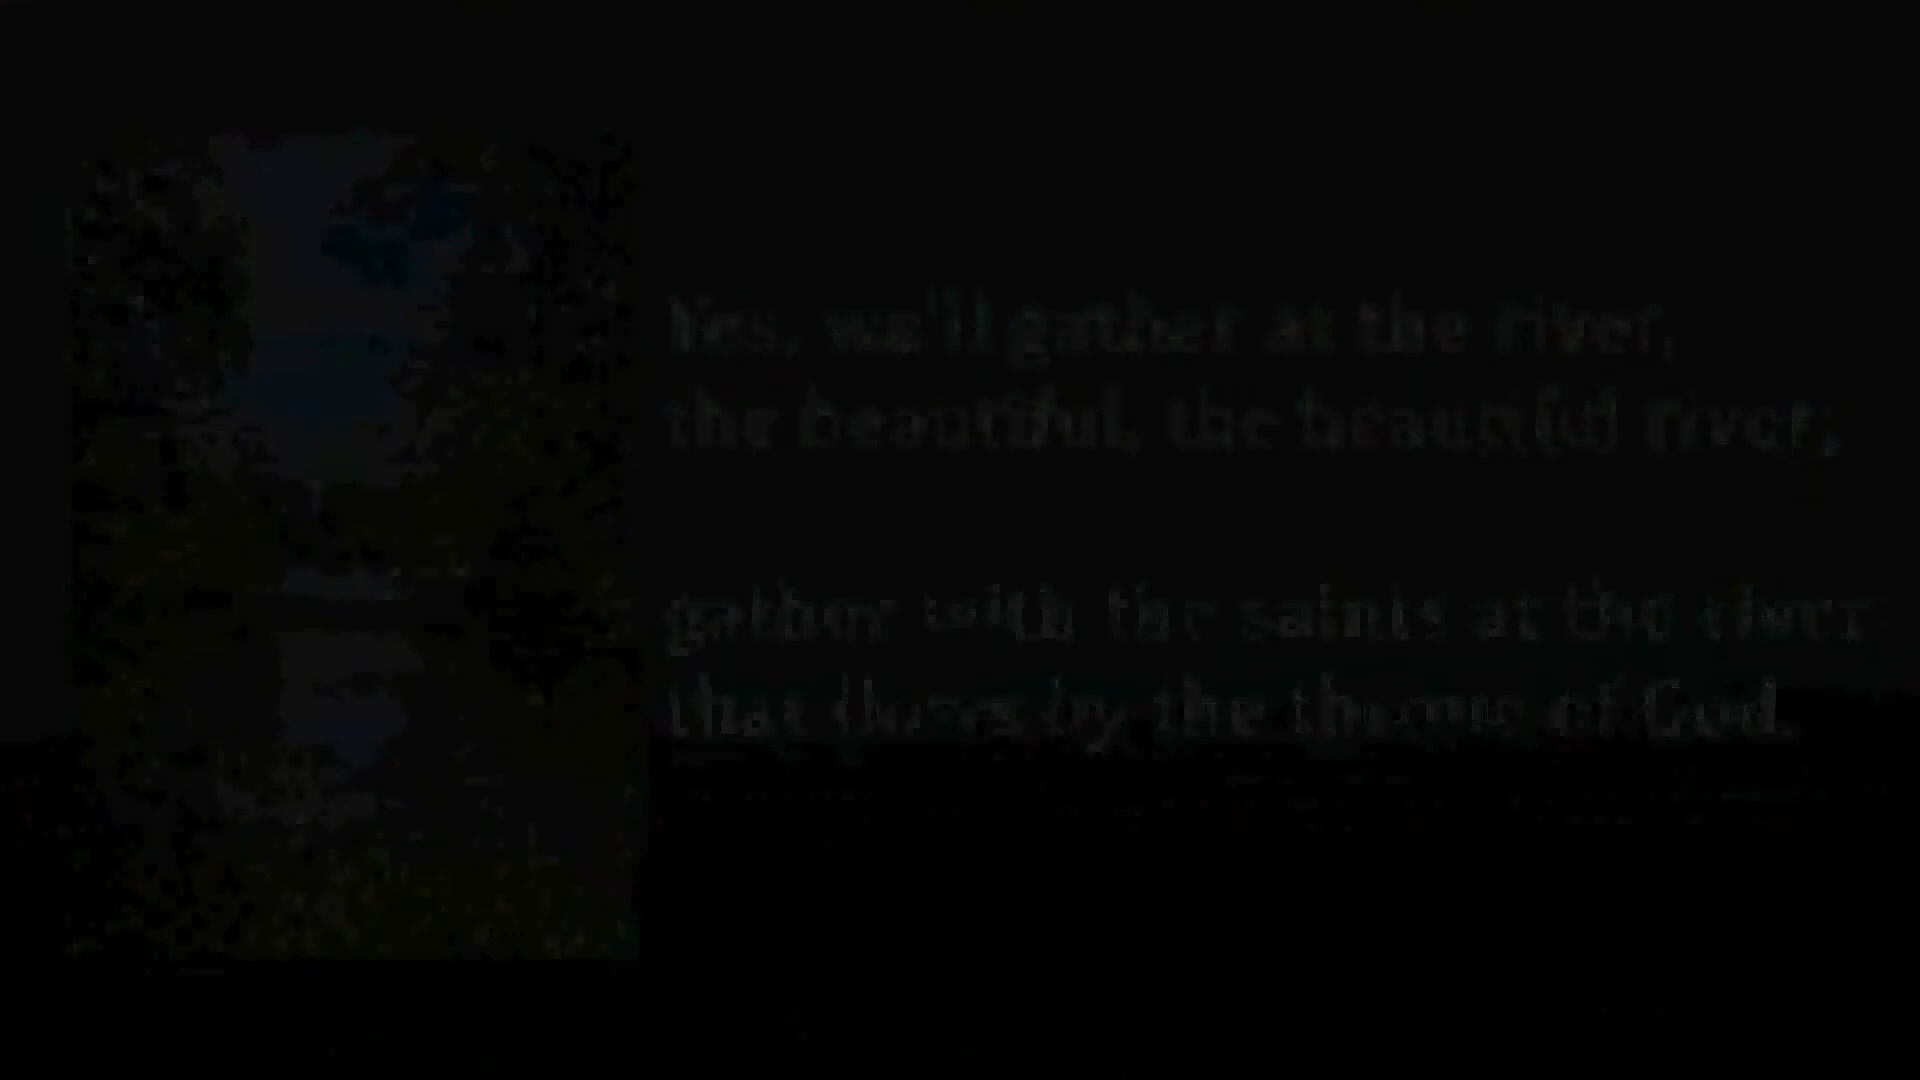 Yes, we'll gather at the river,
the beautiful, the beautiful river;
gather with the saints at the river
that flows by the throne of God.